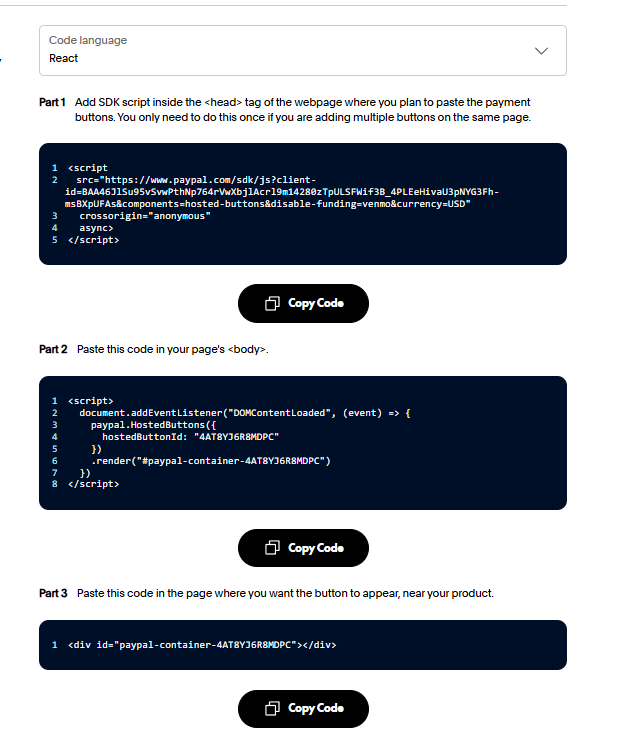 Code language
React
Part 1 Add SDK script inside the <head> tag of the webpage where you plan to paste the payment
buttons. You only need to do this once if you are adding multiple buttons on the same page.
1 <script
2 src="https://www.paypal.com/sdk/js?client-
id=BAA46JlSu95vSvwPthNp764rVwXbjlAcrl9m14280zTpULSFWif3B_4PLEeHivaU3pNYG3Fh-
msBXpUFAs&components=hosted-buttons&disable-funding=venmo&currency=USD"
3 crossorigin="anonymous"
4 async>
5 </script>
Copy Code
Part 2 Paste this code in your page's <body>.
1 <script>
2 document.addEventListener("DOMContentLoaded", (event) => {
3 paypal.HostedButtons({
4 hostedButtonId: "4AT8YJ6R8MDPC"
5 })
6 .render("#paypal-container-4AT8YJ6R8MDPC")
7 })
8 </script>
Copy Code
Part 3 Paste this code in the page where you want the button to appear, near your product.
1 <div id="paypal-container-4AT8YJ6R8MDPC"></div>
Copy Code